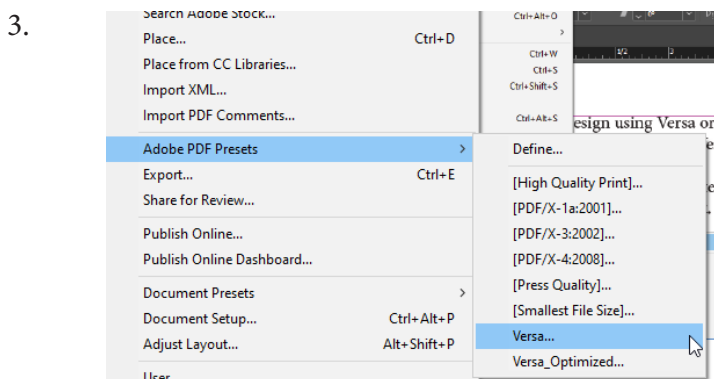 3.
Search Adobe Stock...
Place... Ctrl+D
Place from CC Libraries...
Import XML...
Import PDF Comments...
Adobe PDF Presets >
Export... Ctrl+E
Share for Review...
Publish Online...
Publish Online Dashboard...
Document Presets >
Document Setup... Ctrl+Alt+P
Adjust Layout... Alt+Shift+P
User
Ctrl+Alt+O
>
Ctrl+W
Ctrl+S
Ctrl+Shift+S
Ctrl+Alt+S
1/2
esign using Versa or
Define...
[High Quality Print]...
[PDF/X-1a:2001]...
[PDF/X-3:2002]...
[PDF/X-4:2008]...
[Press Quality]...
[Smallest File Size]...
Versa...
Versa_Optimized...